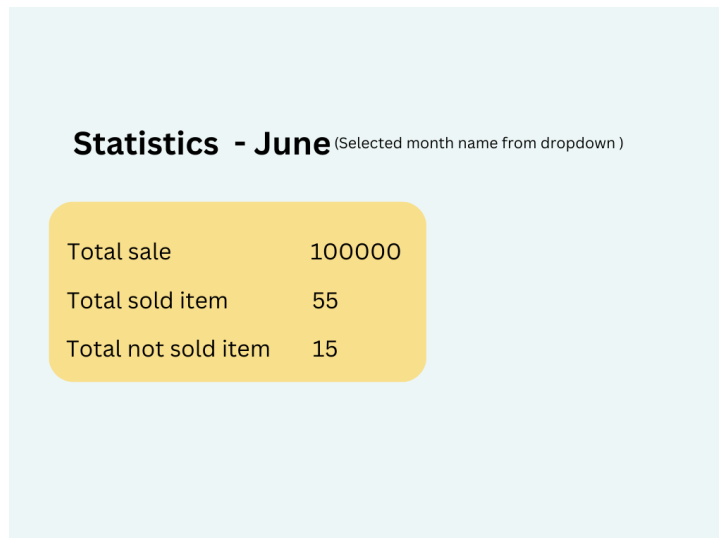 Statistics - June (Selected month name from dropdown )
Total sale 100000
Total sold item 55
Total not sold item 15